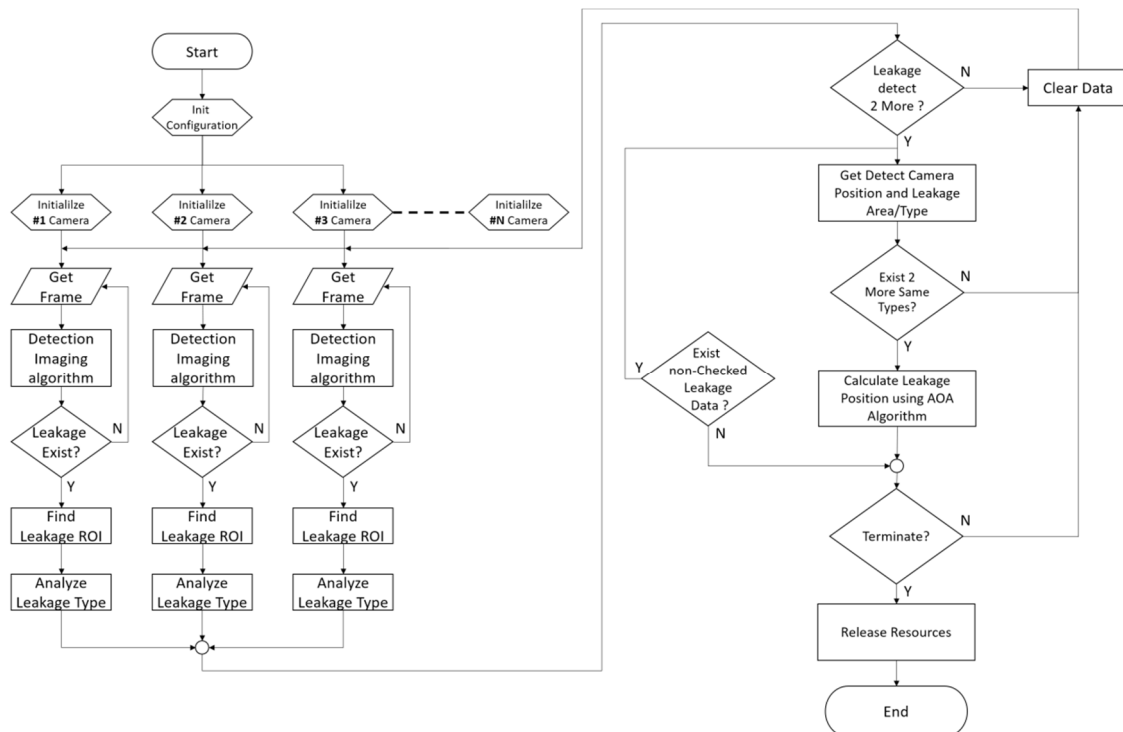 Start
Init
Configuration
Initialilze
#1 Camera
Initialilze
#2 Camera
Initialilze
#3 Camera
Initialilze
#N Camera
Get
Frame
Detection
Imaging
algorithm
Leakage
Exist?
N
Y
Find
Leakage ROI
Analyze
Leakage Type
Get
Frame
Detection
Imaging
algorithm
Leakage
Exist?
N
Y
Find
Leakage ROI
Analyze
Leakage Type
Get
Frame
Detection
Imaging
algorithm
Leakage
Exist?
N
Y
Find
Leakage ROI
Analyze
Leakage Type
Leakage
detect
2 More ?
N
Clear Data
Y
Get Detect Camera
Position and Leakage
Area/Type
Exist 2
More Same
Types?
N
Y
Exist
non-Checked
Leakage
Data ?
Y
N
Calculate Leakage
Position using AOA
Algorithm
Terminate?
N
Y
Release Resources
End